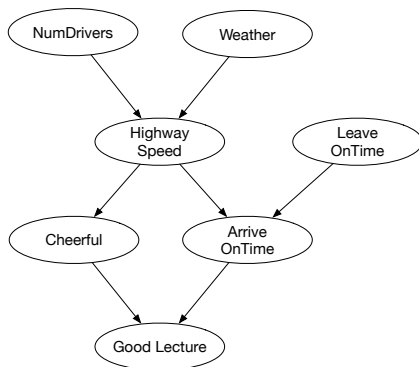 NumDrivers
Weather
Highway
Speed
Leave
OnTime
Cheerful
Arrive
OnTime
Good Lecture